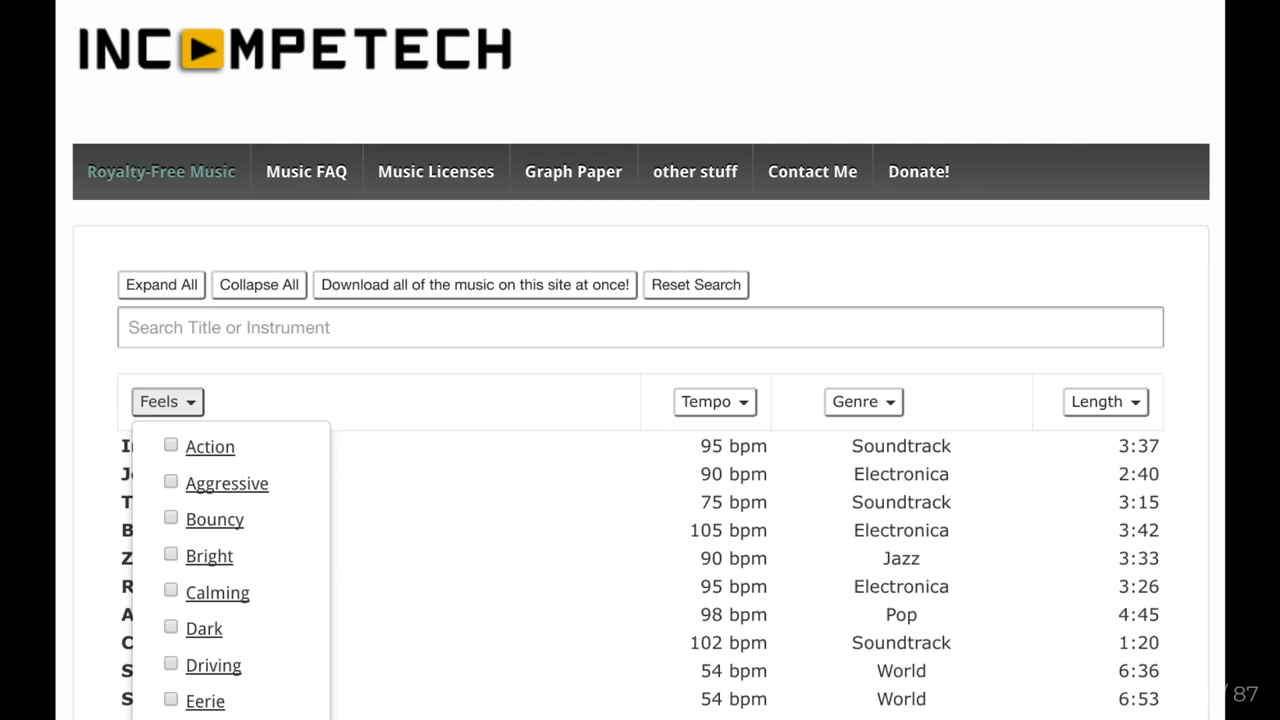 INCOMPETECH
Royalty-Free Music Music FAQ Music Licenses Graph Paper other stuff Contact Me Donate!
Expand All Collapse All Download all of the music on this site at once! Reset Search
Search Title or Instrument
Feels Tempo Genre Length
Action 95 bpm Soundtrack 3:37
90 bpm Electronica 2:40
Aggressive 75 bpm Soundtrack 3:15
Bouncy 105 bpm Electronica 3:42
Bright 90 bpm Jazz 3:33
Calming 95 bpm Electronica 3:26
Dark 98 bpm Pop 4:45
102 bpm Soundtrack 1:20
Driving 54 bpm World 6:36
Eerie 54 bpm World 6:53
/ 87